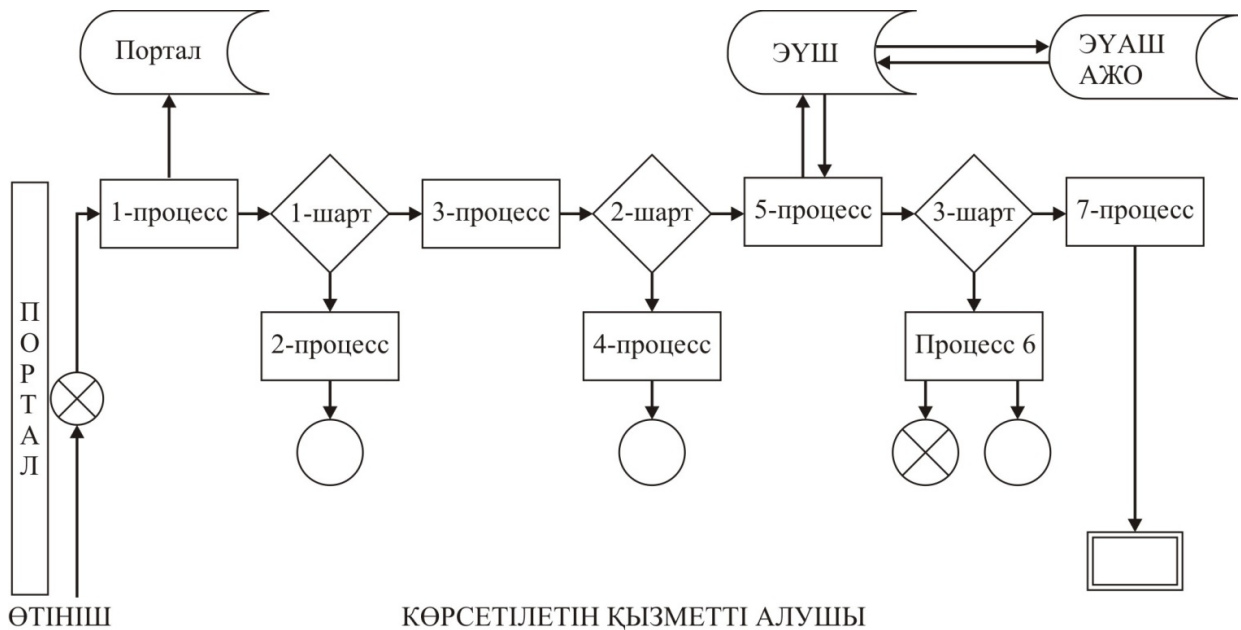 Портал
ЭҮШ
ЭҮАШ
АЖО
1-процесс
1-шарт
3-процесс
2-шарт
5-процесс
3-шарт
7-процесс
ПОРТАЛ
2-процесс
4-процесс
Процесс 6
ӨТІНІШ
КӨРСЕТІЛЕТІН ҚЫЗМЕТТІ АЛУШЫ